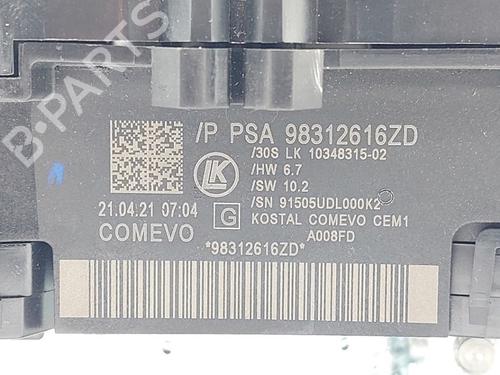 B-PARTS
/P PSA 98312616ZD
/30S LK 10348315-02
/HW 6.7
/SW 10.2
/SN 91505UDL000K2
LK
21.04.21 07:04
G
KOSTAL COMEVO CEM1
COMEVO
A008FD
*98312616ZD*